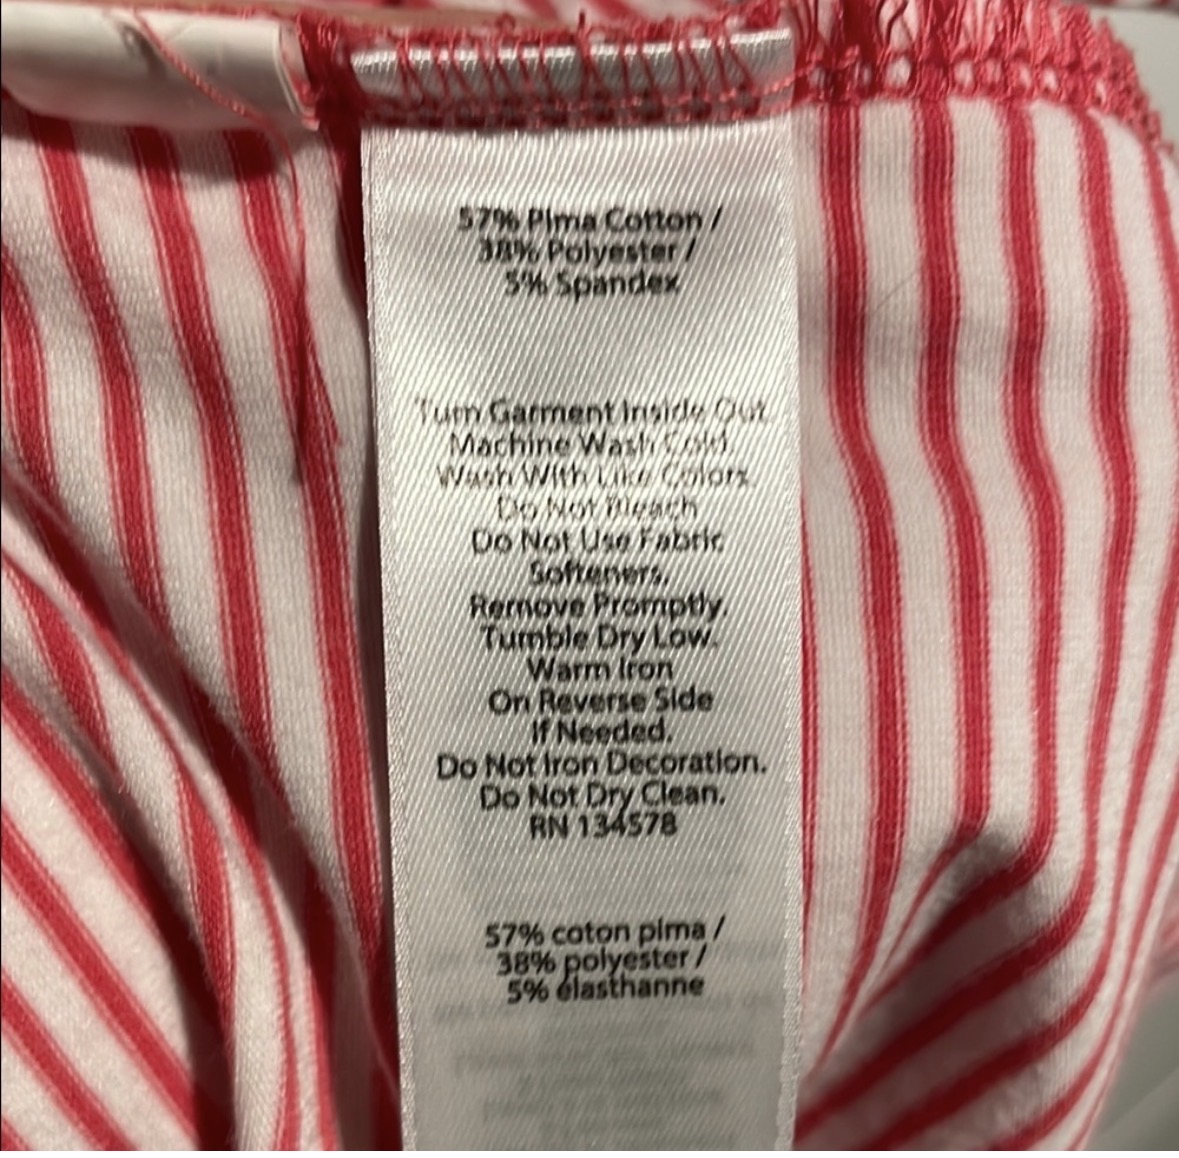 57% Pima Cotton /
38% Polyester /
5% Spandex
Turn Garment Inside Out
Machine Wash Cold.
Wash With Like Colors
Do Not Bleach
Do Not Use Fabric
Softeners.
Remove Promptly.
Tumble Dry Low.
Warm Iron
On Reverse Side
If Needed.
Do Not Iron Decoration.
Do Not Dry Clean.
RN 134578
57% coton pima /
38% polyester /
5% élasthanne